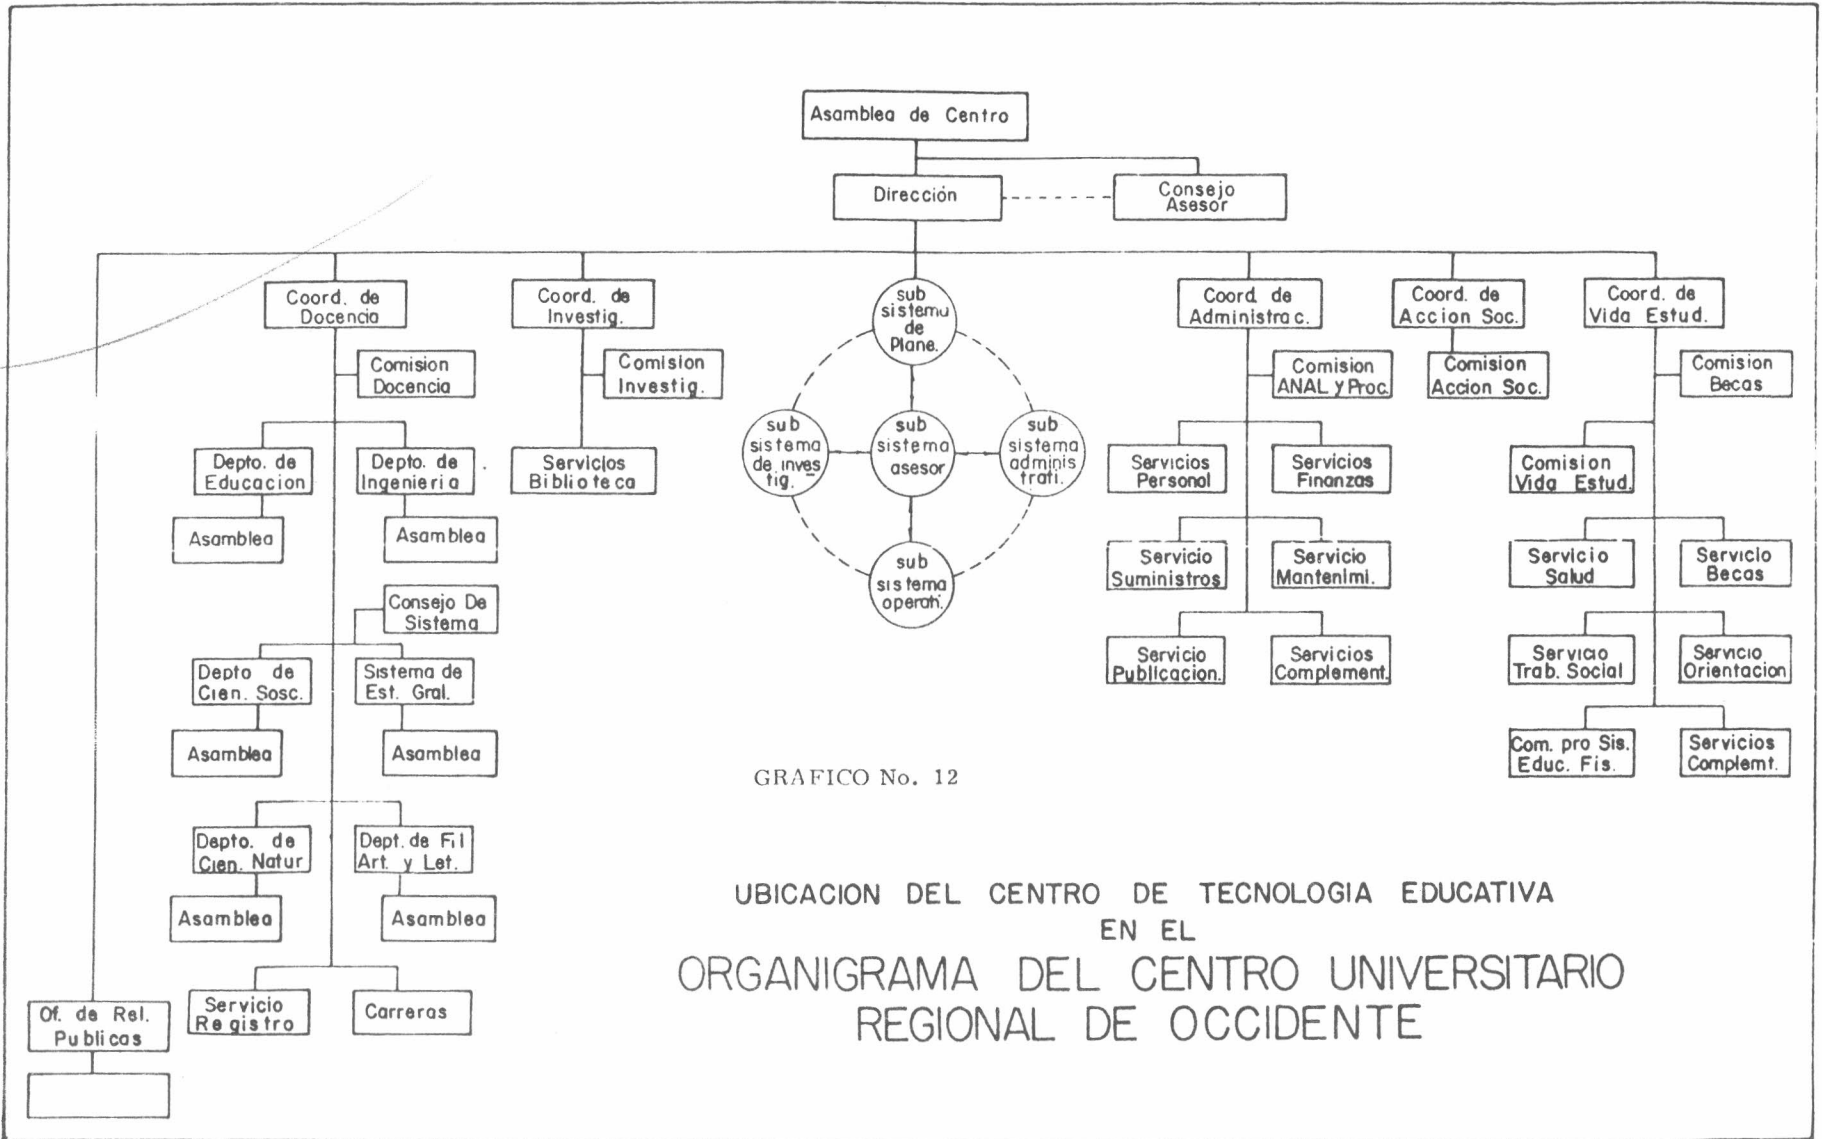 Asamblea de Centro
Dirección
Consejo
Asesor
Coord. de
Docencia
Coord. de
Investig.
sub
sistema
de
Plane.
Coord. de
Administrac.
Coord. de
Accion Soc.
Coord. de
Vida Estud.
Comision
Docencia
Comision
Investig.
Comision
ANAL y Proc.
Comision
Accion Soc.
Comision
Becas
Depto. de
Educacion
Depto. de
Ingenieria
Servicios
Biblioteca
sub
sistema
de inves
tig.
sub
sistema
asesor
sub
sistema
adminis
trati.
Servicios
Personal
Servicios
Finanzas
Comision
Vida Estud.
Asamblea
Asamblea
sub
sistema
operati.
Servicio
Suministros
Servicio
Mantenimi.
Servicio
Salud
Servicio
Becas
Consejo De
Sistema
Depto de
Cien. Sosc.
Sistema de
Est. Gral.
Servicio
Publicacion.
Servicios
Complement.
Servicio
Trab. Social
Servicio
Orientacion
Asamblea
Asamblea
Com. pro Sis.
Educ. Fis.
Servicios
Complemt.
GRAFICO No. 12
Depto. de
Cien. Natur
Dept. de Fil
Art. y Let.
Asamblea
Asamblea
Servicio
Registro
Carreras
Of. de Rel.
Publicas
UBICACION DEL CENTRO DE TECNOLOGIA EDUCATIVA
EN EL
ORGANIGRAMA DEL CENTRO UNIVERSITARIO
REGIONAL DE OCCIDENTE